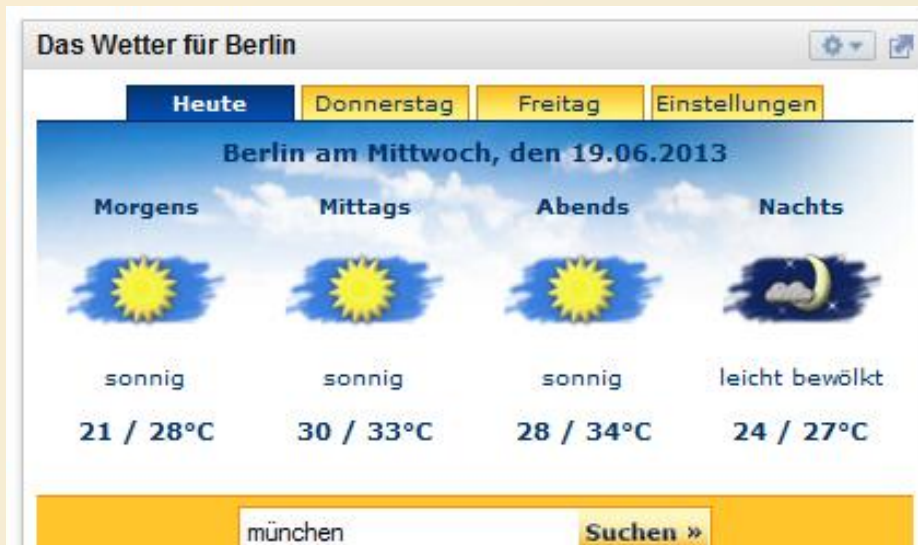 Das Wetter für Berlin
Heute Donnerstag Freitag Einstellungen
Berlin am Mittwoch, den 19.06.2013
Morgens Mittags Abends Nachts
sonnig sonnig sonnig leicht bewölkt
21 / 28°C 30 / 33°C 28 / 34°C 24 / 27°C
münchen Suchen »